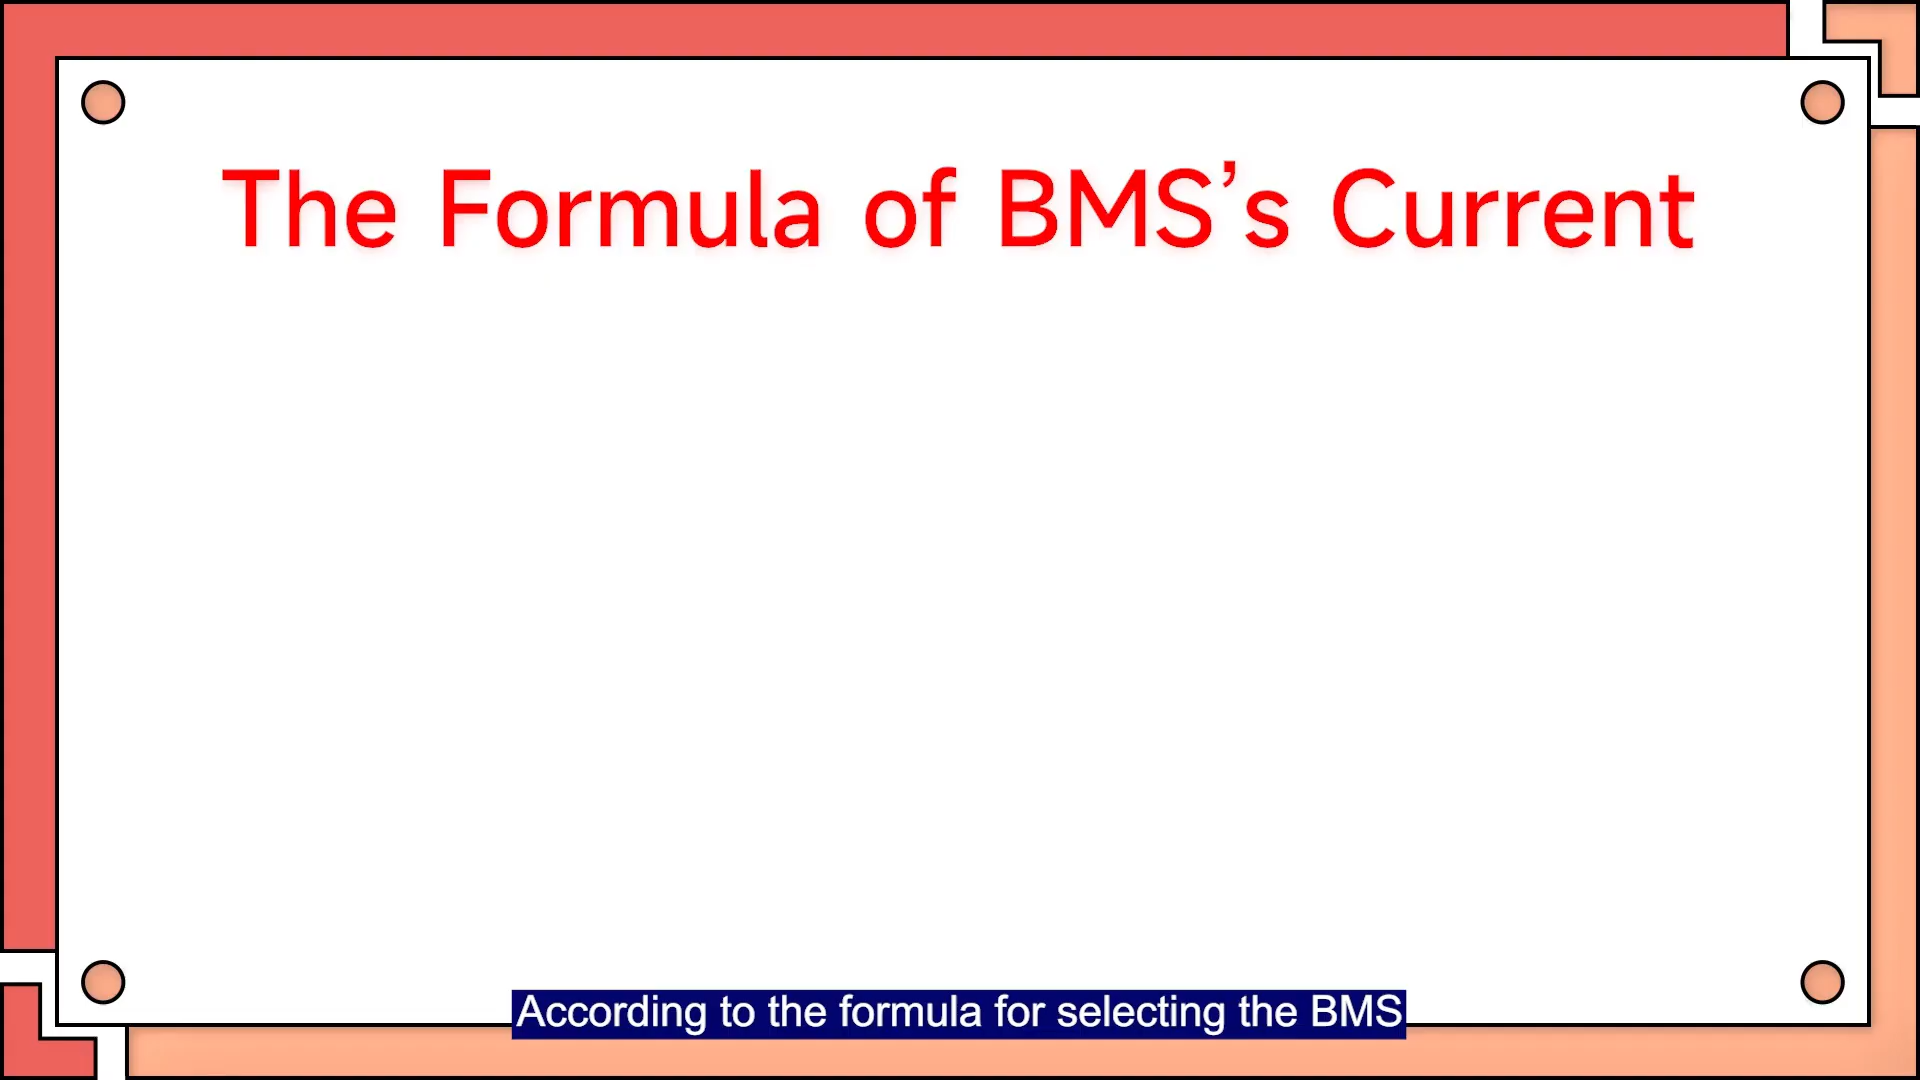 The Formula of BMS’s Current
According to the formula for selecting the BMS